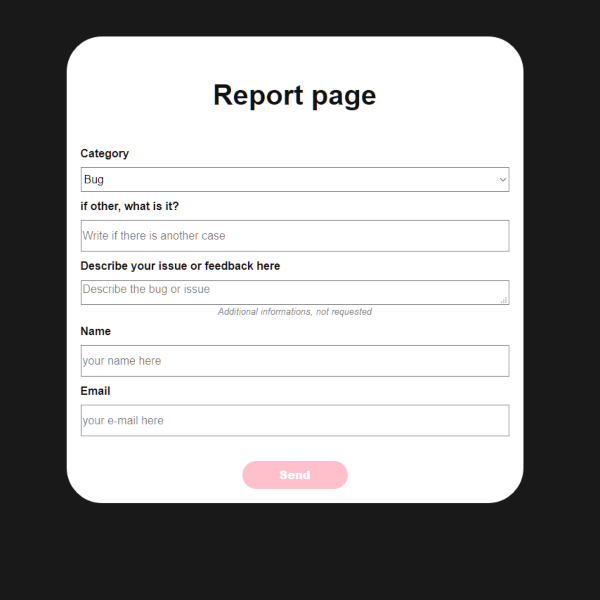 Report page
Category
Bug
if other, what is it?
Write if there is another case
Describe your issue or feedback here
Describe the bug or issue
Additional informations, not requested
Name
your name here
Email
your e-mail here
Send